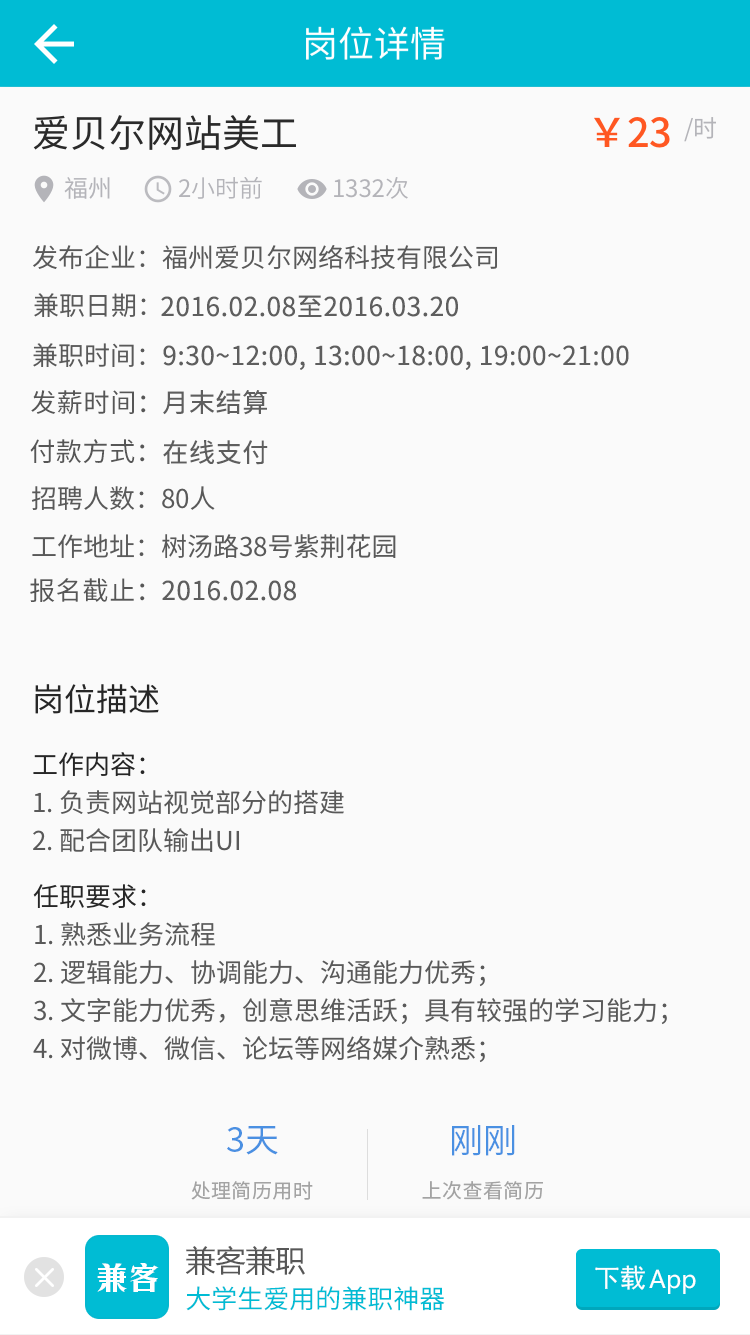 岗位详情
爱贝尔网站美工 ￥23 /时
福州 2小时前 1332次
发布企业：福州爱贝尔网络科技有限公司
兼职日期：2016.02.08至2016.03.20
兼职时间：9:30~12:00, 13:00~18:00, 19:00~21:00
发薪时间：月末结算
付款方式：在线支付
招聘人数：80人
工作地址：树汤路38号紫荆花园
报名截止：2016.02.08
岗位描述
工作内容：
1. 负责网站视觉部分的搭建
2. 配合团队输出UI
任职要求：
1. 熟悉业务流程
2. 逻辑能力、协调能力、沟通能力优秀；
3. 文字能力优秀，创意思维活跃；具有较强的学习能力；
4. 对微博、微信、论坛等网络媒介熟悉；
3天 刚刚
处理简历用时 上次查看简历
兼客 兼客兼职 下载App
大学生爱用的兼职神器